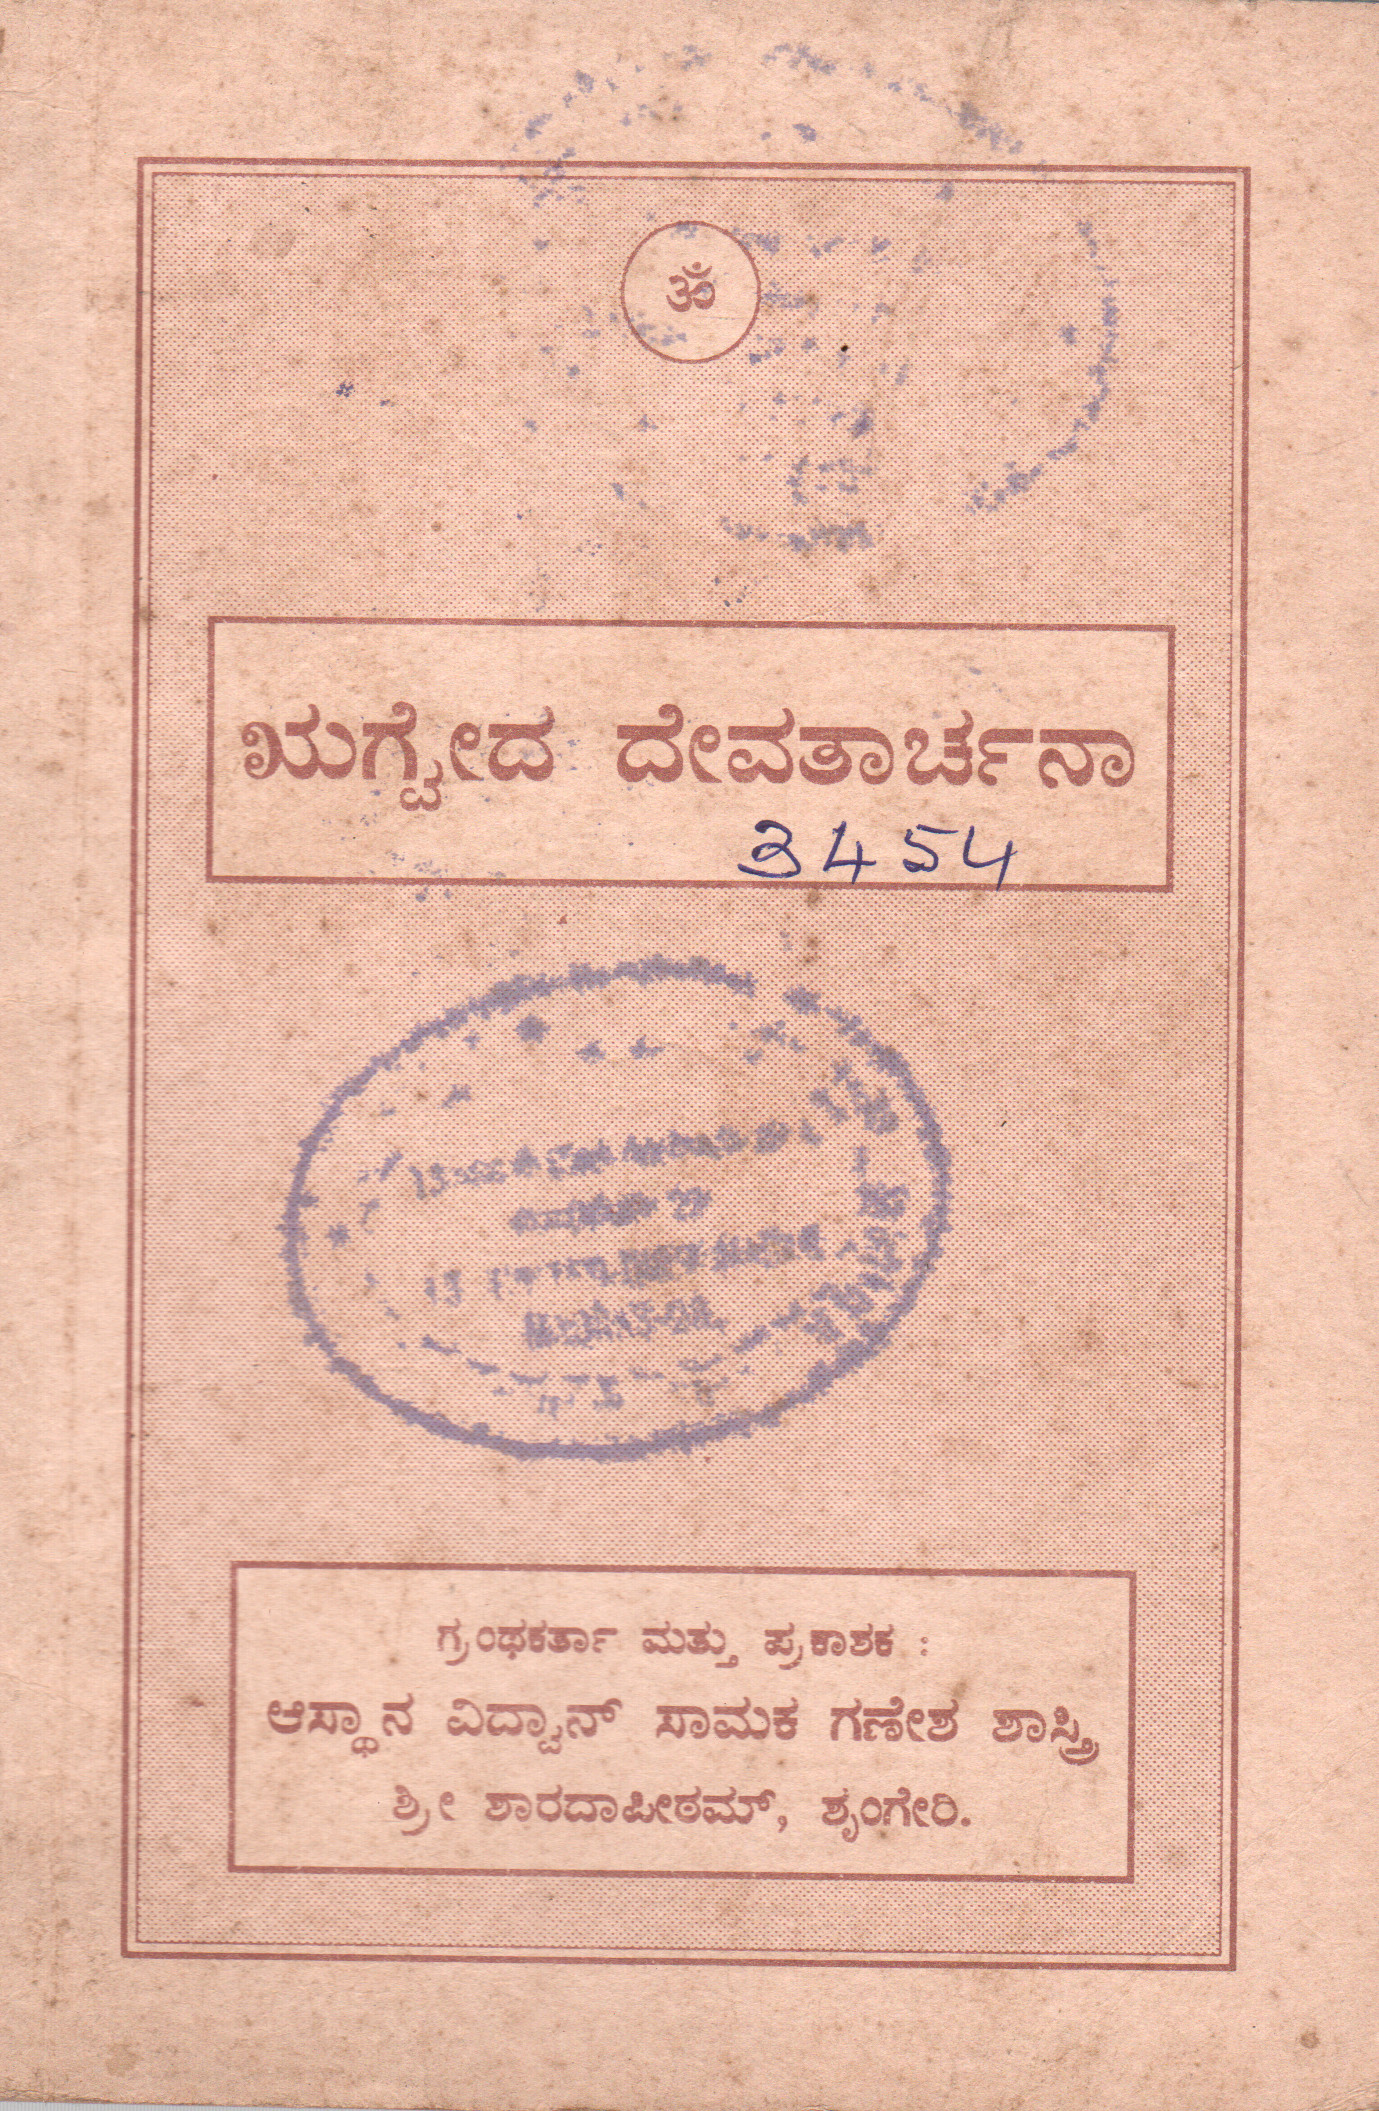 ॐ
ಋಗ್ವೇದ ದೇವತಾರ್ಚನಾ
3454
ಗ್ರಂಥಕರ್ತಾ ಮತ್ತು ಪ್ರಕಾಶಕ :
ಆಸ್ಥಾನ ವಿದ್ವಾನ್ ಸಾಮಕ ಗಣೇಶ ಶಾಸ್ತ್ರಿ
ಶ್ರೀ ಶಾರದಾಪೀಠಮ್, ಶೃಂಗೇರಿ.